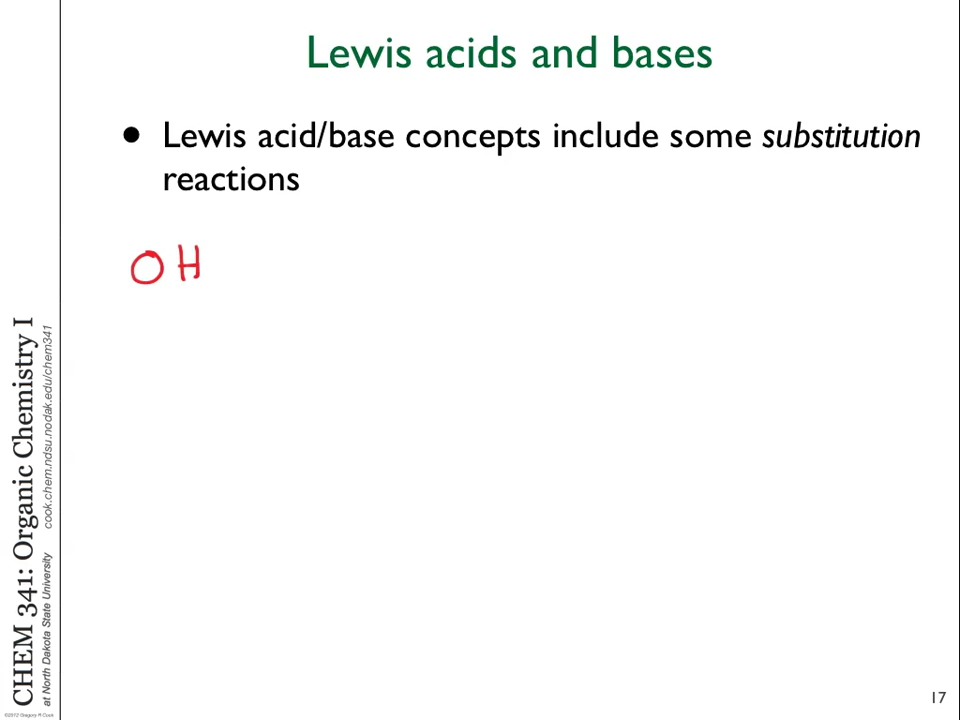 Lewis acids and bases
• Lewis acid/base concepts include some substitution
reactions
OH
CHEM 341: Organic Chemistry I
at North Dakota State University cook.chem.ndsu.nodak.edu/chem341
©2012 Gregory R Cook
17